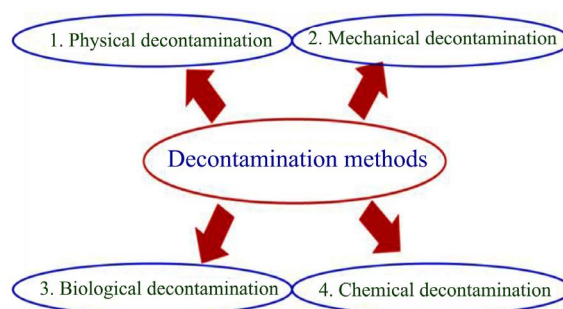 1. Physical decontamination
2. Mechanical decontamination
Decontamination methods
3. Biological decontamination
4. Chemical decontamination